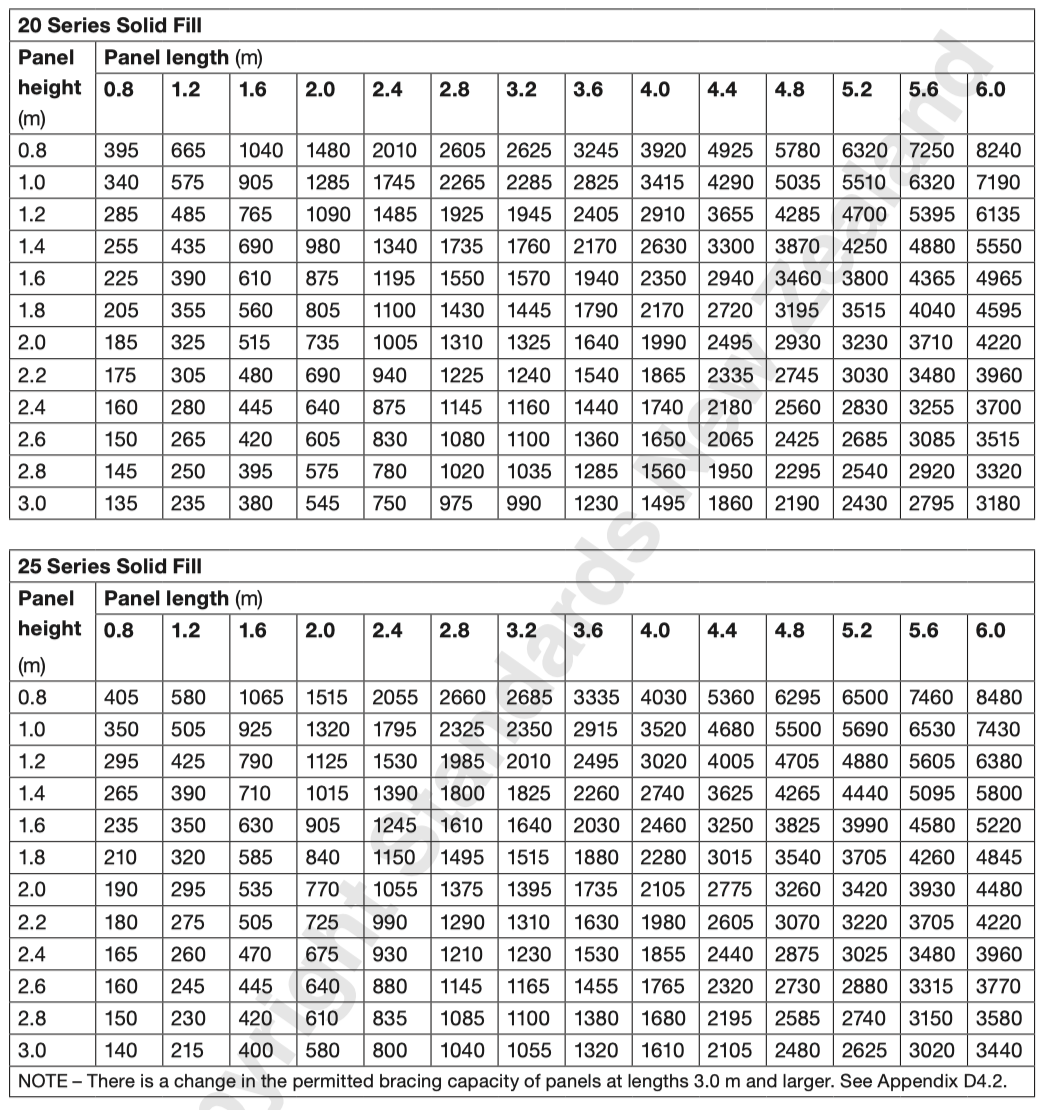 20 Series Solid Fill
Panel Panel length (m)
height 0.8 1.2 1.6 2.0 2.4 2.8 3.2 3.6 4.0 4.4 4.8 5.2 5.6 6.0
(m)
0.8 395 665 1040 1480 2010 2605 2625 3245 3920 4925 5780 6320 7250 8240
1.0 340 575 905 1285 1745 2265 2285 2825 3415 4290 5035 5510 6320 7190
1.2 285 485 765 1090 1485 1925 1945 2405 2910 3655 4285 4700 5395 6135
1.4 255 435 690 980 1340 1735 1760 2170 2630 3300 3870 4250 4880 5550
1.6 225 390 610 875 1195 1550 1570 1940 2350 2940 3460 3800 4365 4965
1.8 205 355 560 805 1100 1430 1445 1790 2170 2720 3195 3515 4040 4595
2.0 185 325 515 735 1005 1310 1325 1640 1990 2495 2930 3230 3710 4220
2.2 175 305 480 690 940 1225 1240 1540 1865 2335 2745 3030 3480 3960
2.4 160 280 445 640 875 1145 1160 1440 1740 2180 2560 2830 3255 3700
2.6 150 265 420 605 830 1080 1100 1360 1650 2065 2425 2685 3085 3515
2.8 145 250 395 575 780 1020 1035 1285 1560 1950 2295 2540 2920 3320
3.0 135 235 380 545 750 975 990 1230 1495 1860 2190 2430 2795 3180
25 Series Solid Fill
Panel Panel length (m)
height 0.8 1.2 1.6 2.0 2.4 2.8 3.2 3.6 4.0 4.4 4.8 5.2 5.6 6.0
(m)
0.8 405 580 1065 1515 2055 2660 2685 3335 4030 5360 6295 6500 7460 8480
1.0 350 505 925 1320 1795 2325 2350 2915 3520 4680 5500 5690 6530 7430
1.2 295 425 790 1125 1530 1985 2010 2495 3020 4005 4705 4880 5605 6380
1.4 265 390 710 1015 1390 1800 1825 2260 2740 3625 4265 4440 5095 5800
1.6 235 350 630 905 1245 1610 1640 2030 2460 3250 3825 3990 4580 5220
1.8 210 320 585 840 1150 1495 1515 1880 2280 3015 3540 3705 4260 4845
2.0 190 295 535 770 1055 1375 1395 1735 2105 2775 3260 3420 3930 4480
2.2 180 275 505 725 990 1290 1310 1630 1980 2605 3070 3220 3705 4220
2.4 165 260 470 675 930 1210 1230 1530 1855 2440 2875 3025 3480 3960
2.6 160 245 445 640 880 1145 1165 1455 1765 2320 2730 2880 3315 3770
2.8 150 230 420 610 835 1085 1100 1380 1680 2195 2585 2740 3150 3580
3.0 140 215 400 580 800 1040 1055 1320 1610 2105 2480 2625 3020 3440
NOTE – There is a change in the permitted bracing capacity of panels at lengths 3.0 m and larger. See Appendix D4.2.
pyright Standards New Zealand